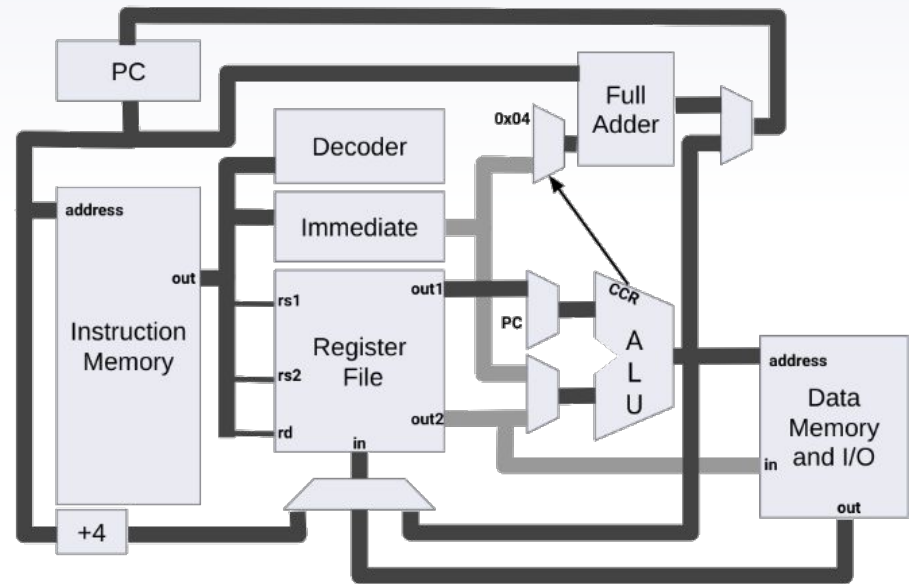 PC
0x04
Full
Adder
Decoder
Immediate
address
out
Instruction
Memory
rs1
rs2
rd
out1
Register
File
out2
in
PC
CCR
A
L
U
address
Data
Memory
and I/O
in
out
+4